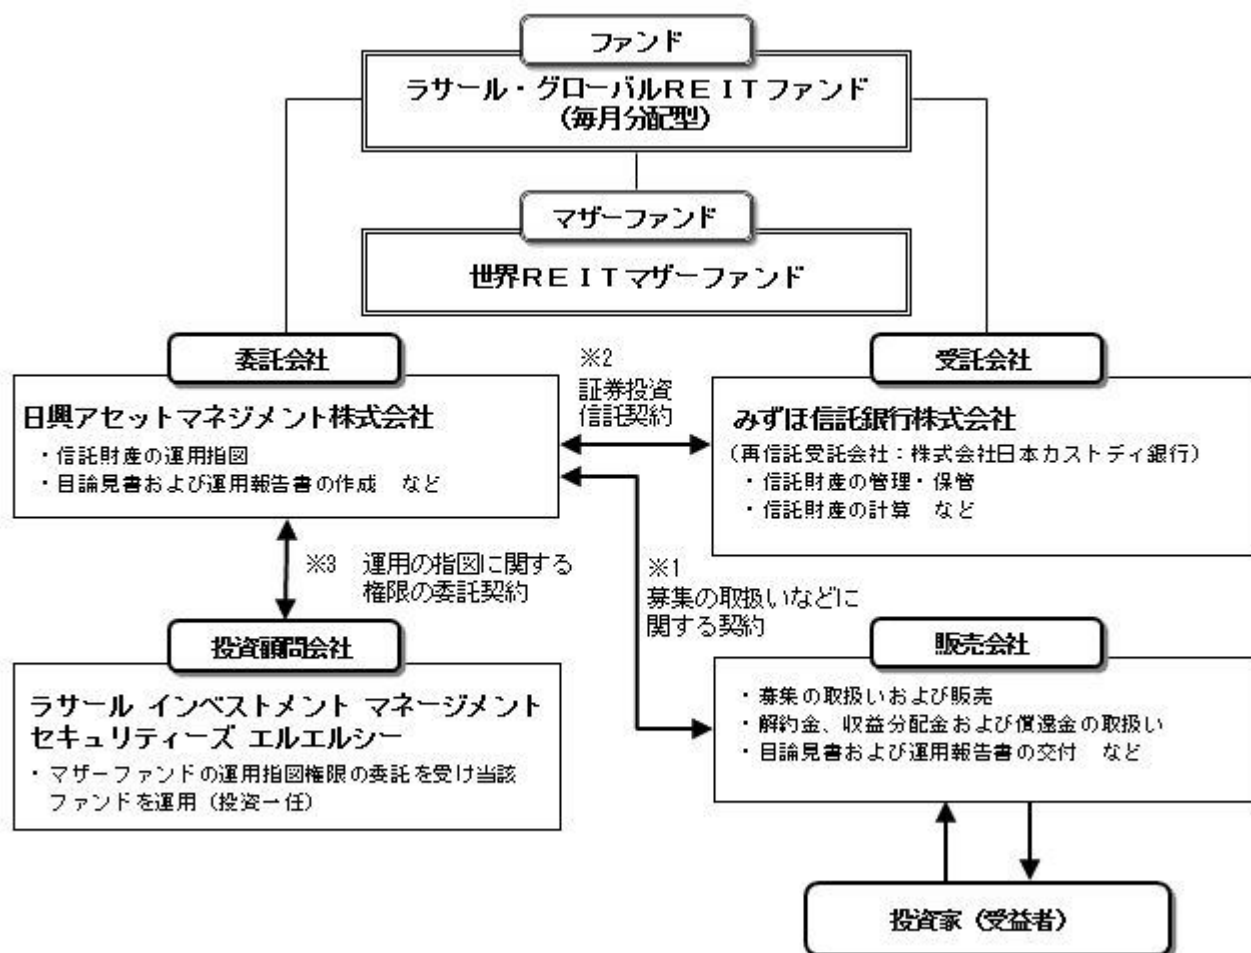 ファンド
ラサール・グローバルＲＥＩＴファンド
（毎月分配型）
マザーファンド
世界ＲＥＩＴマザーファンド
委託会社
日興アセットマネジメント株式会社
・信託財産の運用指図
・目論見書および運用報告書の作成　など
※2
証券投資
信託契約
受託会社
みずほ信託銀行株式会社
（再信託受託会社：株式会社日本カストディ銀行）
・信託財産の管理・保管
・信託財産の計算　など
※3　運用の指図に関する
権限の委託契約
※1
募集の取扱いなどに
関する契約
投資顧問会社
ラサール インベストメント マネージメント
セキュリティーズ エルエルシー
・マザーファンドの運用指図権限の委託を受け当該
ファンドを運用（投資一任）
販売会社
・募集の取扱いおよび販売
・解約金、収益分配金および償還金の取扱い
・目論見書および運用報告書の交付　など
投資家（受益者）